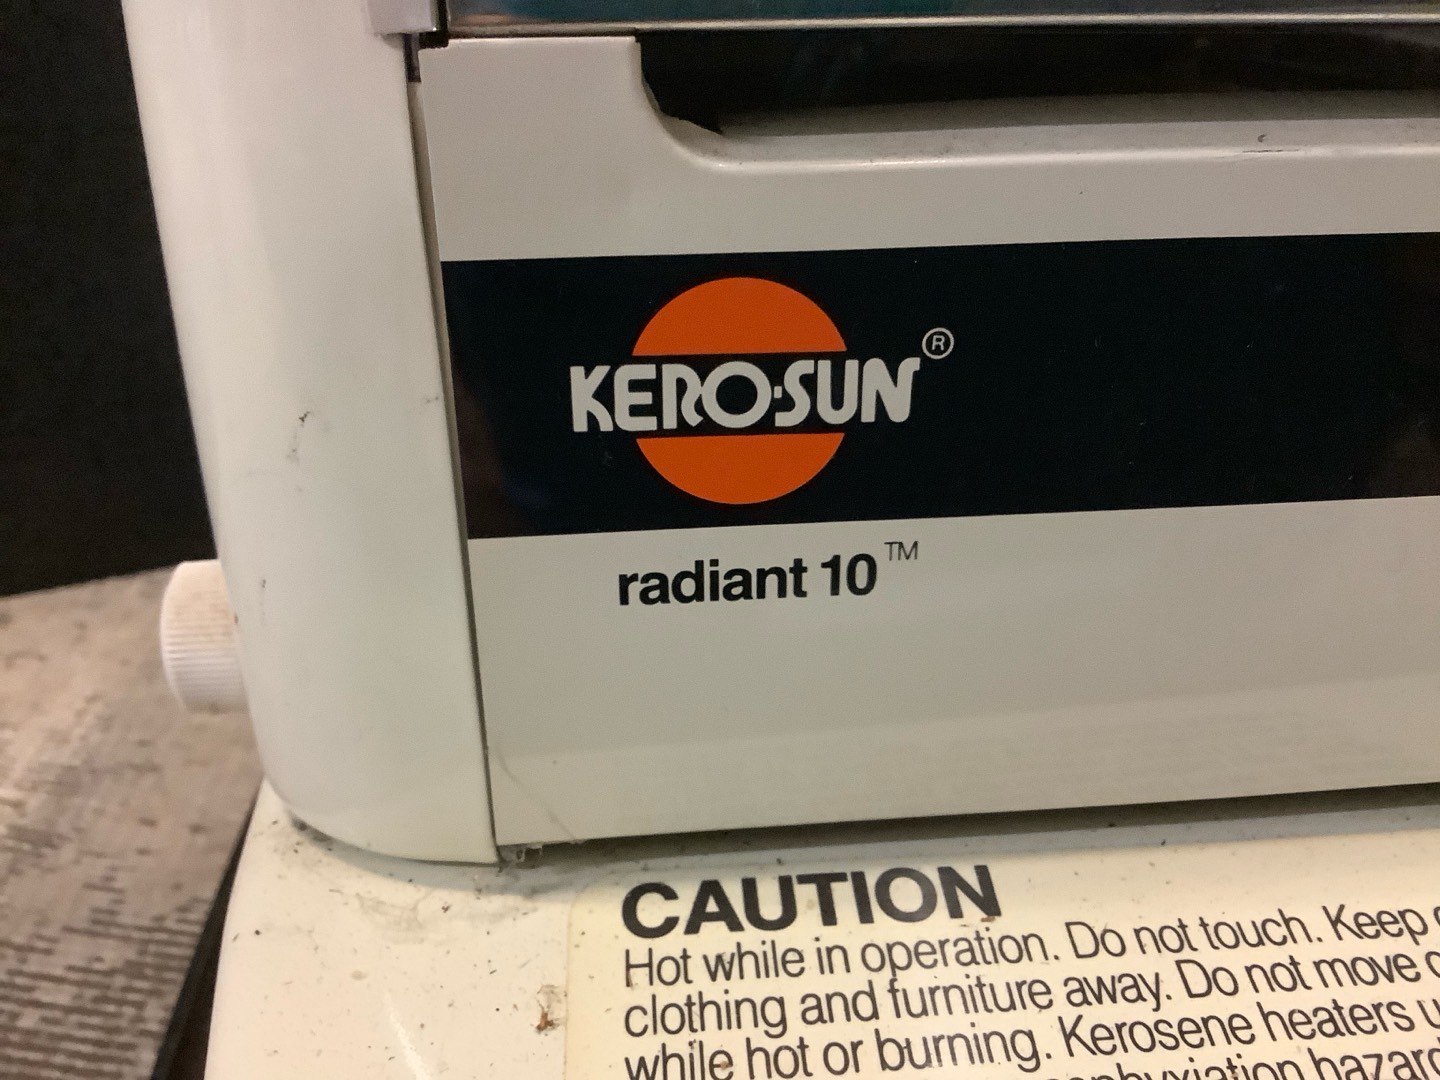 KERO-SUN®
radiant 10™
CAUTION
Hot while in operation. Do not touch. Keep
clothing and furniture away. Do not move
while hot or burning. Kerosene heaters
hazard